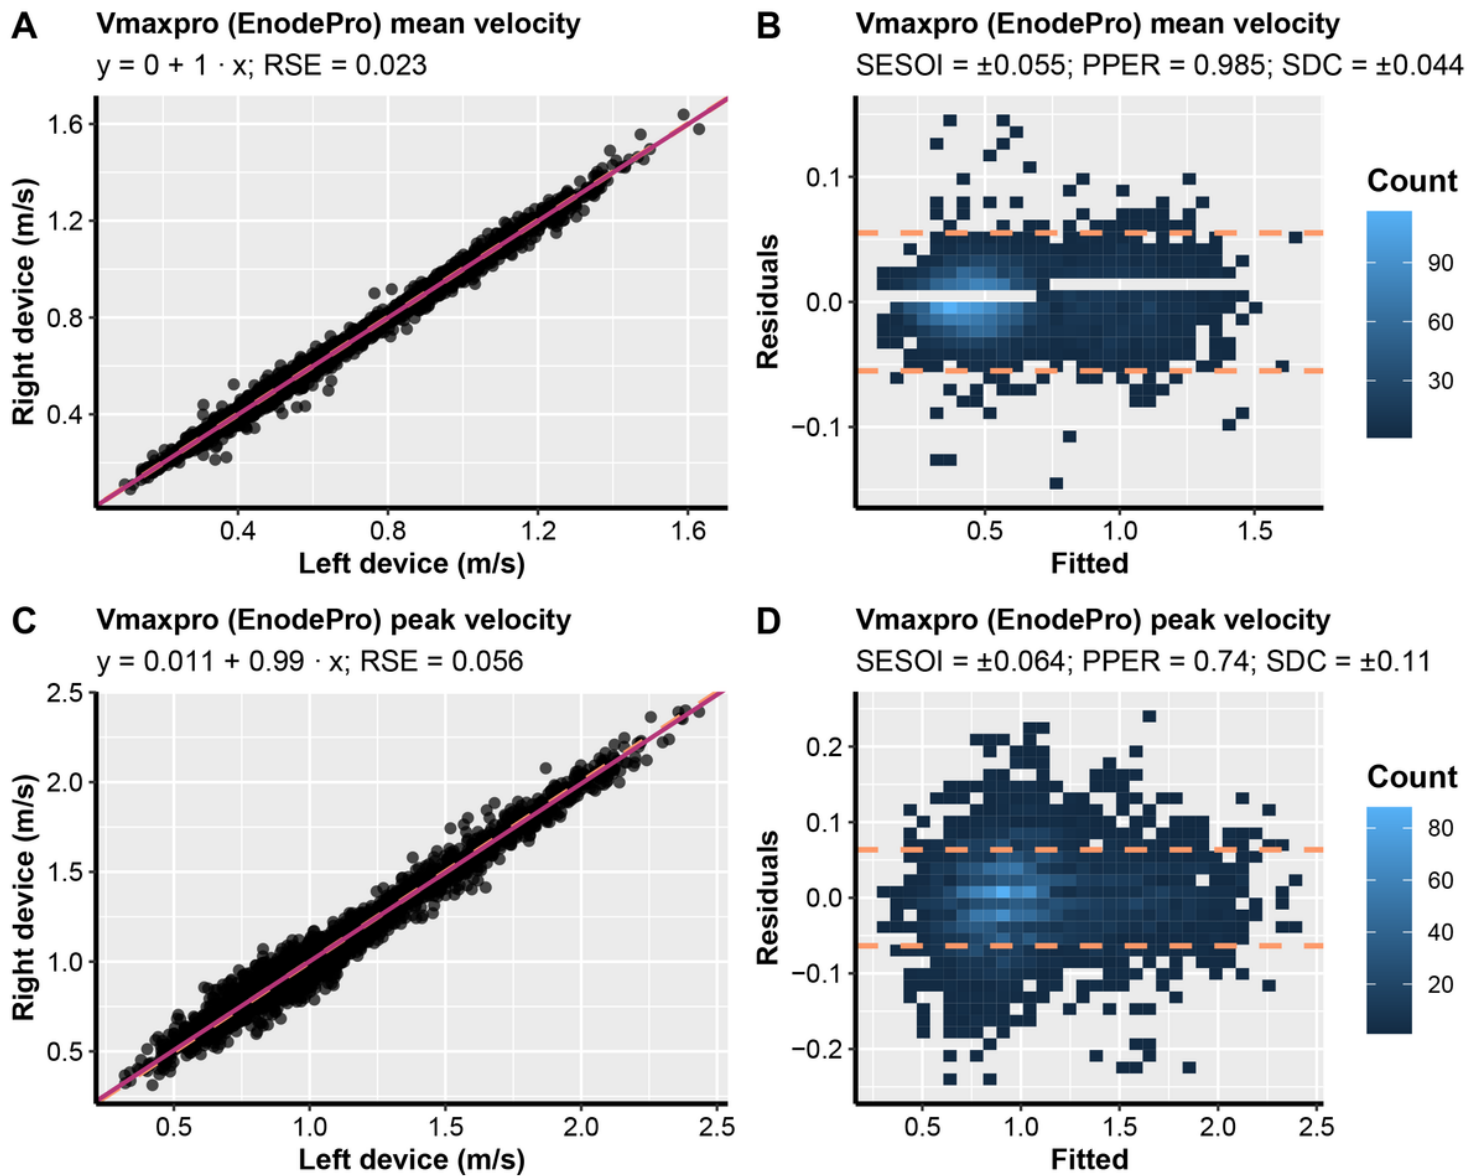 A Vmaxpro (EnodePro) mean velocity
y = 0 + 1 · x; RSE = 0.023
1.6
1.2
0.8
0.4
Right device (m/s)
0.4 0.8 1.2 1.6
Left device (m/s)
B Vmaxpro (EnodePro) mean velocity
SESOI = ±0.055; PPER = 0.985; SDC = ±0.044
0.1
0.0
−0.1
Residuals
0.5 1.0 1.5
Fitted
Count
90
60
30
C Vmaxpro (EnodePro) peak velocity
y = 0.011 + 0.99 · x; RSE = 0.056
2.5
2.0
1.5
1.0
0.5
Right device (m/s)
0.5 1.0 1.5 2.0 2.5
Left device (m/s)
D Vmaxpro (EnodePro) peak velocity
SESOI = ±0.064; PPER = 0.74; SDC = ±0.11
0.2
0.1
0.0
−0.1
−0.2
Residuals
0.5 1.0 1.5 2.0 2.5
Fitted
Count
80
60
40
20